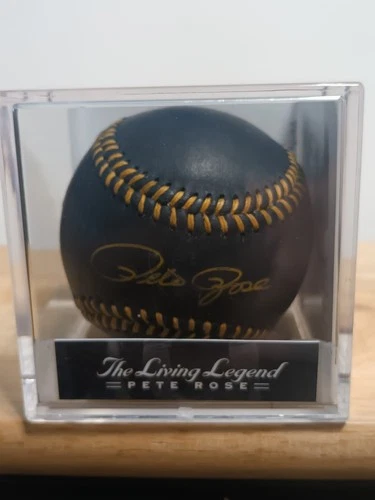 Pete Rose
The Living Legend
PETE ROSE